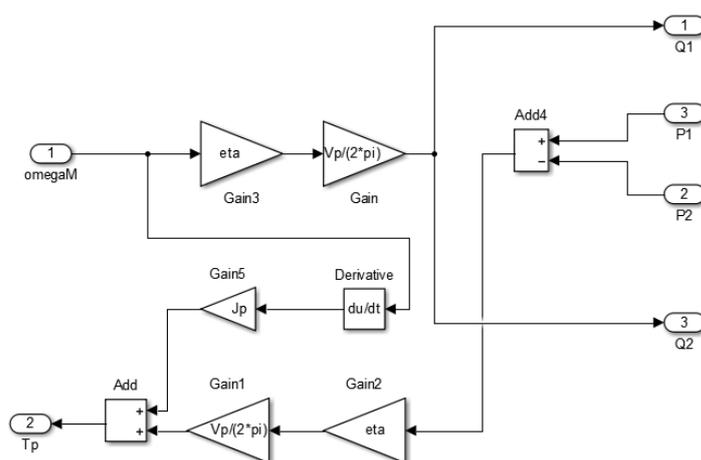 1
Q1
Add4
+
−
3
P1
1
omegaM
eta
Gain3
Vp/(2*pi)
Gain
2
P2
Gain5
Jp
Derivative
du/dt
3
Q2
Add
+
+
Gain1
Vp/(2*pi)
Gain2
eta
2
Tp